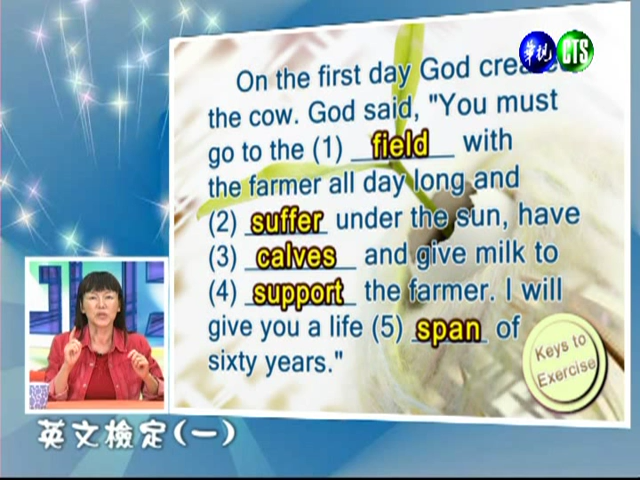 華視 CTS
On the first day God create
the cow. God said, "You must
go to the (1) field with
the farmer all day long and
(2) suffer under the sun, have
(3) calves and give milk to
(4) support the farmer. I will
give you a life (5) span of
sixty years."
Keys to
Exercise
英文檢定(一)